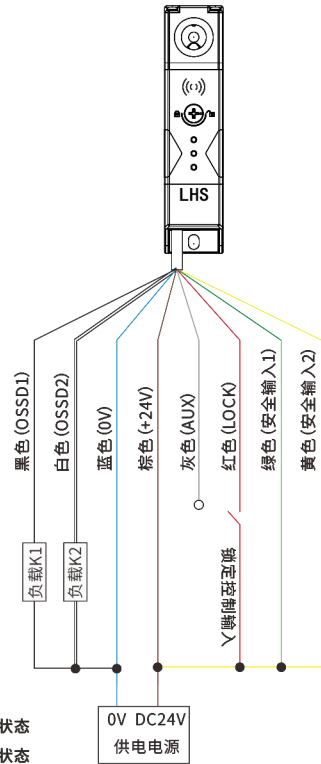 LHS
黑色(OSSD1)
白色(OSSD2)
蓝色(0V)
棕色(+24V)
灰色(AUX)
红色(LOCK)
绿色(安全输入1)
黄色(安全输入2)
负载K1
负载K2
锁定控制输入
0V DC24V
供电电源
状态
状态